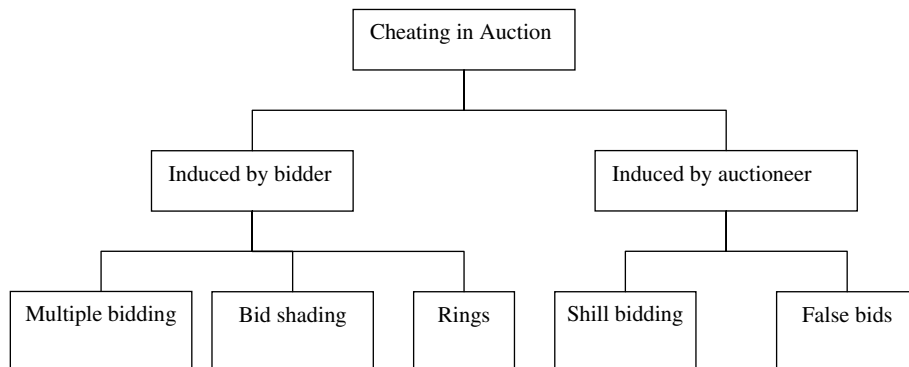 Cheating in Auction
Induced by bidder
Induced by auctioneer
Multiple bidding
Bid shading
Rings
Shill bidding
False bids